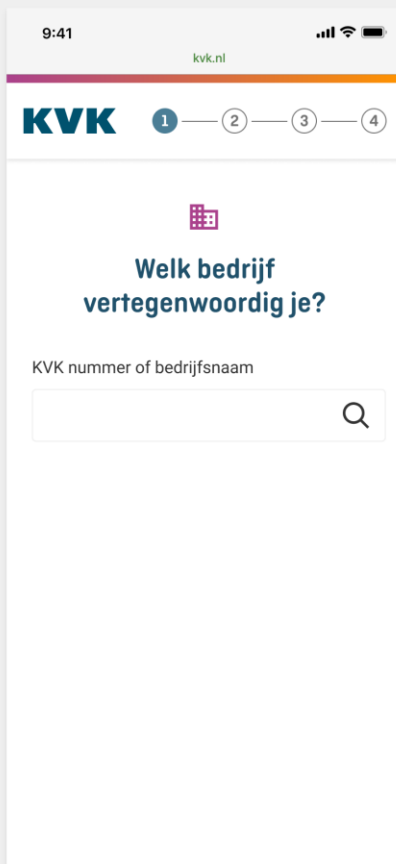 9:41
kvk.nl
KVK 1 2 3 4
Welk bedrijf
vertegenwoordig je?
KVK nummer of bedrijfsnaam